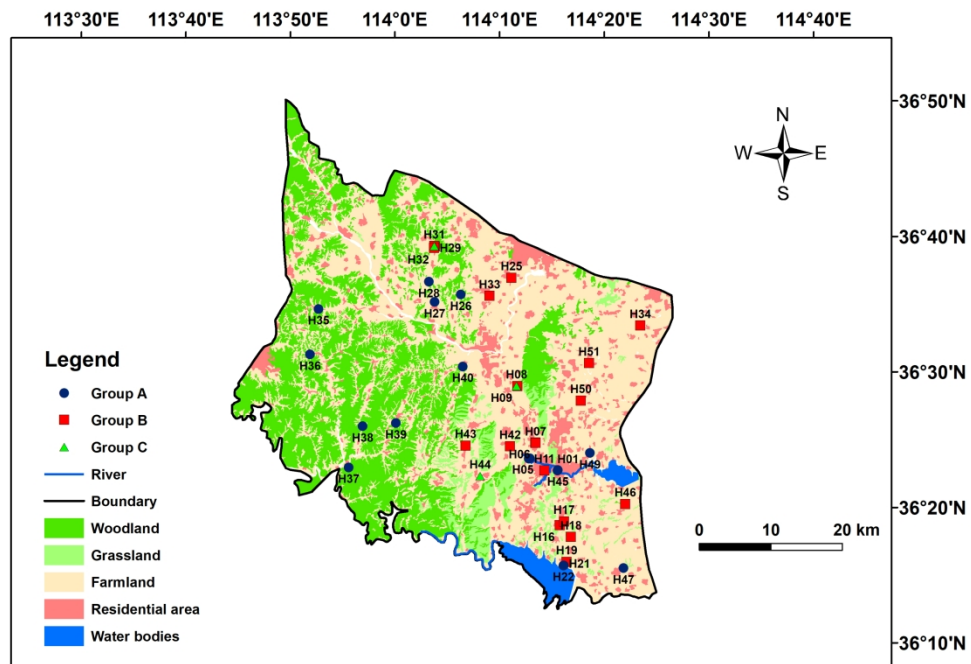 113°30'E 113°40'E 113°50'E 114°00'E 114°10'E 114°20'E 114°30'E 114°40'E
36°50'N
N
W E
S
36°40'N
H31
H29
H32
H25
H28
H33
H26
H27
H35
H34
36°30'N
H36
H51
H40
H08
H09
H50
H38
H39
H43
H42
H07
H06
H11
H01
H05
H45
H49
H44
H37
H46
36°20'N
H17
H16
H18
H19
H21
H22
H47
36°10'N
0 10 20 km
Legend
Group A
Group B
Group C
River
Boundary
Woodland
Grassland
Farmland
Residential area
Water bodies